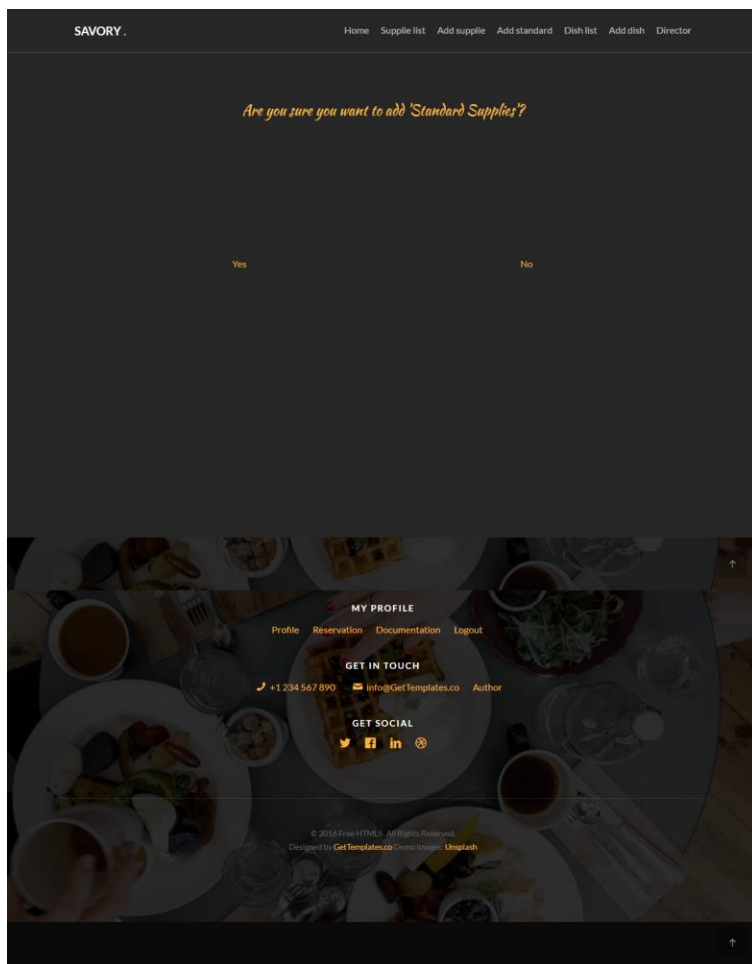 SAVORY .
Home Supplie list Add supplie Add standard Dish list Add dish Director
Are you sure you want to add 'Standard Supplies'?
Yes No
MY PROFILE
Profile Reservation Documentation Logout
GET IN TOUCH
+1 234 567 890 info@GetTemplates.co Author
GET SOCIAL
© 2016 Free HTML5. All Rights Reserved.
Designed by GetTemplates.co Demo Images: Unsplash